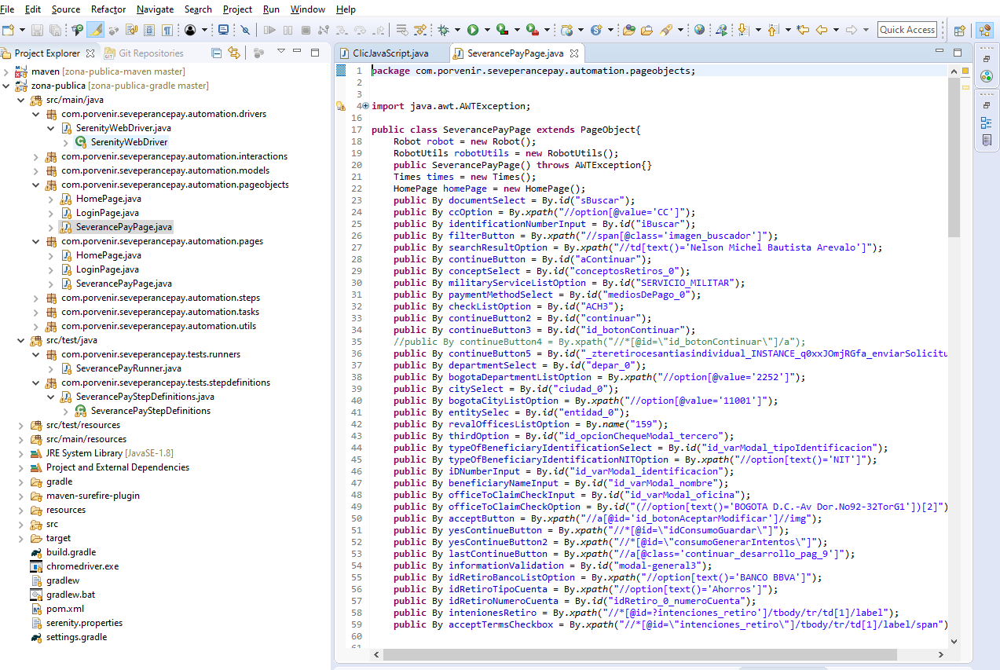 File Edit Source Refactor Navigate Search Project Run Window Help
Quick Access
Project Explorer Git Repositories
maven [zona-publica-maven master]
zona-publica [zona-publica-gradle master]
src/main/java
com.porvenir.seveperancepay.automation.drivers
SerenityWebDriver.java
SerenityWebDriver
com.porvenir.seveperancepay.automation.interactions
com.porvenir.seveperancepay.automation.models
com.porvenir.seveperancepay.automation.pageobjects
HomePage.java
LoginPage.java
SeverancePayPage.java
com.porvenir.seveperancepay.automation.pages
HomePage.java
LoginPage.java
SeverancePayPage.java
com.porvenir.seveperancepay.automation.steps
com.porvenir.seveperancepay.automation.tasks
com.porvenir.seveperancepay.automation.utils
src/test/java
com.porvenir.seveperancepay.tests.runners
SeverancePayRunner.java
com.porvenir.seveperancepay.tests.stepdefinitions
SeverancePayStepDefinitions.java
SeverancePayStepDefinitions
src/test/resources
src/main/resources
JRE System Library [JavaSE-1.8]
Project and External Dependencies
gradle
maven-surefire-plugin
resources
src
target
build.gradle
chromedriver.exe
gradlew
gradlew.bat
pom.xml
serenity.properties
settings.gradle
ClicJavaScript.java SeverancePayPage.java
1 package com.porvenir.seveperancepay.automation.pageobjects;
2
3
4 import java.awt.AWTException;
16
17 public class SeverancePayPage extends PageObject{
18 Robot robot = new Robot();
19 RobotUtils robotUtils = new RobotUtils();
20 public SeverancePayPage() throws AWTException{}
21 Times times = new Times();
22 HomePage homePage = new HomePage();
23 public By documentSelect = By.id("sBuscar");
24 public By ccOption = By.xpath("//option[@value='CC']");
25 public By identificationNumberInput = By.id("iBuscar");
26 public By filterButton = By.xpath("//span[@class='imagen_buscador']");
27 public By searchResultOption = By.xpath("//td[text()='Nelson Michel Bautista Arevalo']");
28 public By continueButton = By.id("aContinuar");
29 public By conceptSelect = By.id("conceptosRetiros_0");
30 public By militaryServiceListOption = By.id("SERVICIO_MILITAR");
31 public By paymentMethodSelect = By.id("mediosDePago_0");
32 public By checkListOption = By.id("ACH3");
33 public By continueButton2 = By.id("continuar");
34 public By continueButton3 = By.id("id_botonContinuar");
35 //public By continueButton4 = By.xpath("//*[@id=\"id_botonContinuar\"]/a");
36 public By continueButton5 = By.id("_zteretirocesantiasindividual_INSTANCE_q0xxJOmjRGfa_enviarSolicitu
37 public By departmentSelect = By.id("depar_0");
38 public By bogotaDepartmentListOption = By.xpath("//option[@value='2252']");
39 public By citySelect = By.id("ciudad_0");
40 public By bogotaCityListOption = By.xpath("//option[@value='11001']");
41 public By entitySelec = By.id("entidad_0");
42 public By revalOfficesListOption = By.name("159");
43 public By thirdOption = By.id("id_opcionChequeModal_tercero");
44 public By typeOfBeneficiaryIdentificationSelect = By.id("id_varModal_tipoIdentificacion");
45 public By typeOfBeneficiaryIdentificationNITOption = By.xpath("//option[text()='NIT']");
46 public By iDNumberInput = By.id("id_varModal_identificacion");
47 public By beneficiaryNameInput = By.id("id_varModal_nombre");
48 public By officeToClaimCheckInput = By.id("id_varModal_oficina");
49 public By officeToClaimCheckOption = By.id("(//option[text()='BOGOTA D.C.-Av Dor.No92-32TorG1'])[2]")
50 public By acceptButton = By.xpath("//a[@id='id_botonAceptarModificar']//img");
51 public By yesContinueButton = By.xpath("//*[@id=\"idConsumoGuardar\"]");
52 public By yesContinueButton2 = By.xpath("//*[@id=\"consumoGenerarIntentos\"]");
53 public By lastContinueButton = By.xpath("//a[@class='continuar_desarrollo_pag_9']");
54 public By informationValidation = By.id("modal-general3");
55 public By idRetiroBancoListOption = By.xpath("//option[text()='BANCO BBVA']");
56 public By idRetiroTipoCuenta = By.xpath("//option[text()='Ahorros']");
57 public By idRetiroNumeroCuenta = By.id("idRetiro_0_numeroCuenta");
58 public By intenionesRetiro = By.xpath("//*[@id=?intenciones_retiro']/tbody/tr/td[1]/label");
59 public By acceptTermsCheckbox = By.xpath("//*[@id=\"intenciones_retiro\"]/tbody/tr/td[1]/label/span")
60
61